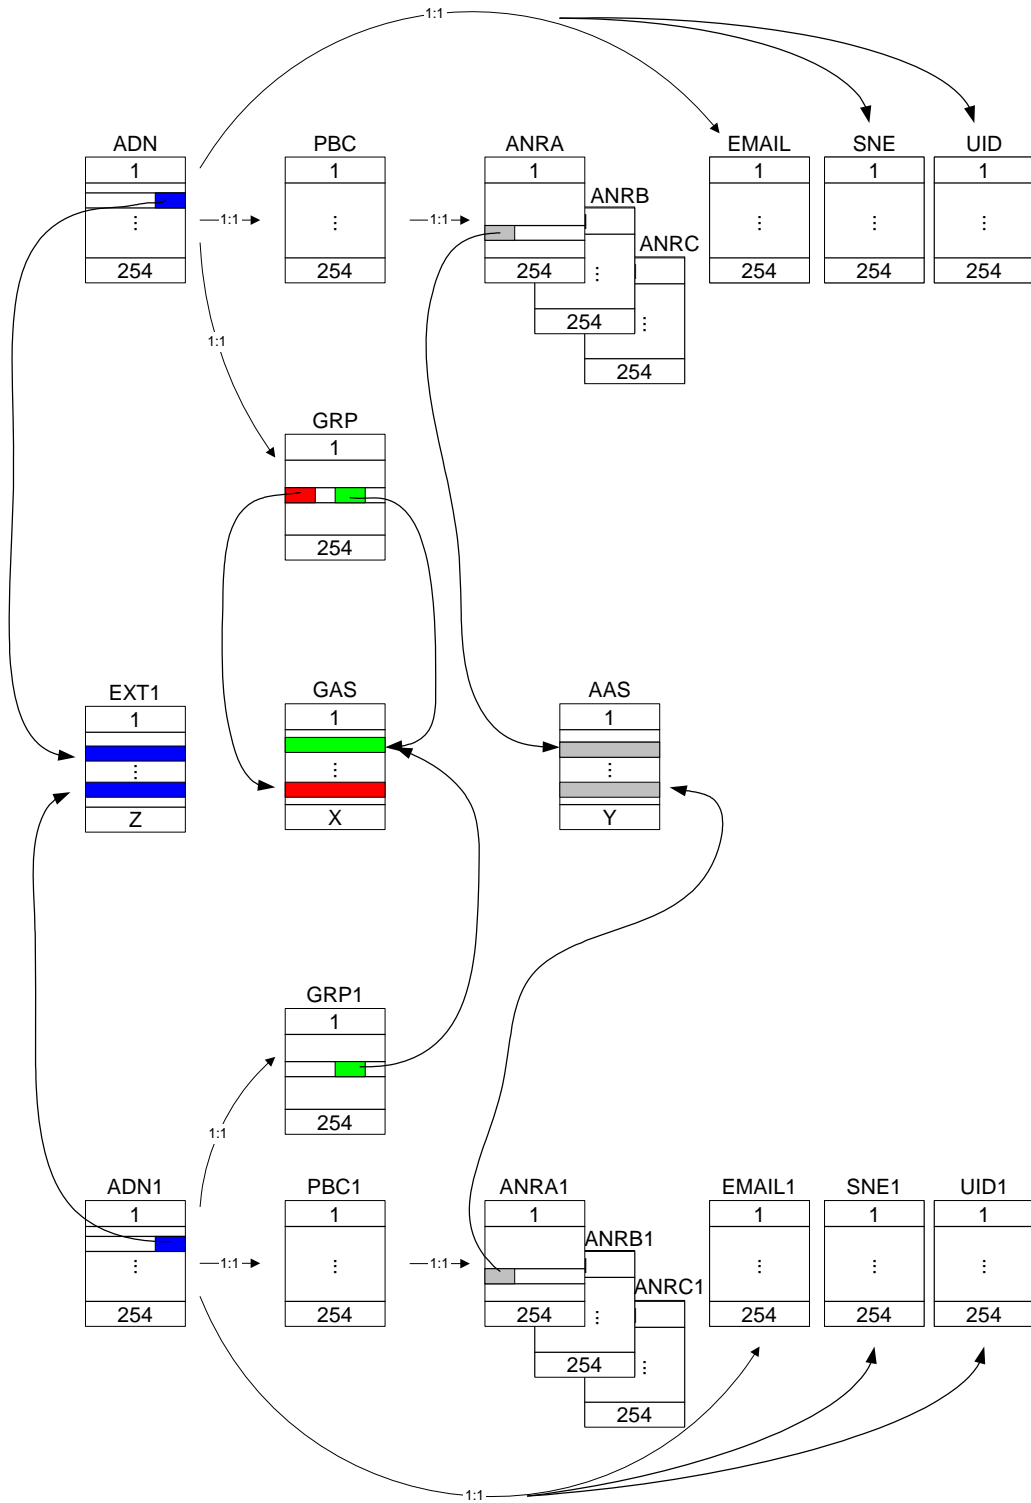 1:1
ADN PBC ANRA EMAIL SNE UID
1 1 1 1 1 1
ANRB
⋮ 1:1 ⋮ 1:1 ⋮ ⋮ ⋮
ANRC
254 254 254 ⋮ 254 254 254
254 ⋮
1:1
254
GRP
1
254
EXT1 GAS AAS
1 1 1
⋮ ⋮ ⋮
Z X Y
GRP1
1
254
1:1
ADN1 PBC1 ANRA1 EMAIL1 SNE1 UID1
1 1 1 1 1 1
ANRB1
⋮ 1:1 ⋮ 1:1 ⋮ ⋮ ⋮
ANRC1
254 254 254 ⋮ 254 254 254
254 ⋮
254
1:1